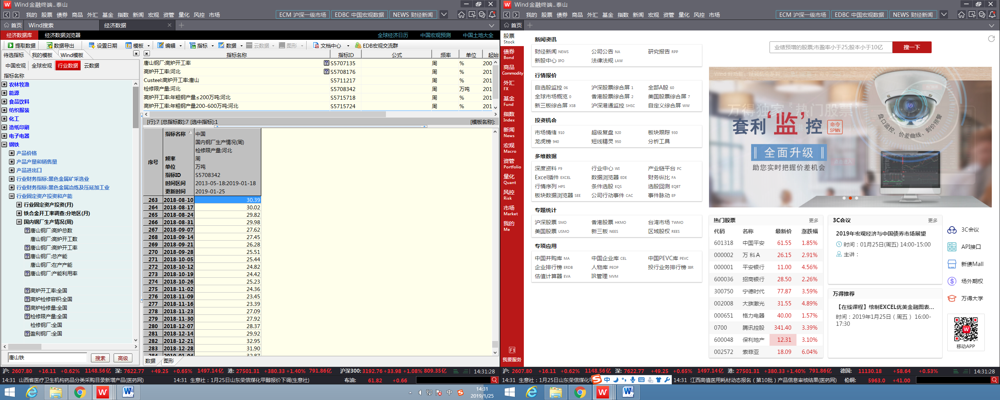 Wind金融终端..泰山
我的 股票 债券 商品 外汇 基金 指数 新闻 宏观 资管 量化 风控 市场
ECM 沪深一级市场 EDBC 中国宏观数据 NEWS 财经新闻
首页 Wind搜索 经济数据
经济数据库 经济数据浏览器 全球经济日历 中国宏观预测 中国土地大全
提取数据 数据导出 设置日期 模板 编辑 指标 数据 云数据 图形 文档中心 EDB宏观交流群
待选指标 我的模板 Wind模板
中国宏观 全球宏观 行业数据 云数据
指标名称
农林牧渔
能源
食品饮料
纺织服装
化工
造纸印刷
电子电器
钢铁
产品价格
产品产量和销售量
产品进出口
行业财务指标:黑色金属矿采选业
行业财务指标:黑色金属冶炼及压延加工业
行业固定资产投资和产能
行业固定资产投资(月)
铁合金开工率调查:分地区(月)
国内钢厂生产情况(周)
唐山钢厂:高炉总数
唐山钢厂:高炉开工数
唐山钢厂:高炉开工率
唐山钢厂:总产能
唐山钢厂:在产产能
唐山钢厂:产能利用率
高炉开工率:全国
高炉检修容积:全国
高炉检修量:全国
检修限产量:全国
检修钢厂:全国
盈利钢厂:全国
唐山铁 搜索 高级
指标名称 指标ID 公式 频率 单位 起始
唐山钢厂:高炉开工率 S5707135 周 % 200
高炉开工率:河北 S5708176 周 % 201
Custeel:高炉开工率:唐山 S5711217 周 % 201
检修限产量:河北 S5708342 周 万吨 201
高炉开工率:年粗钢产量≤200万吨:河北 S5715718 周 % 201
高炉开工率:年粗钢产量200-600万吨:河北 S5715724 周 % 201
[行]:7 [总指标数]:7 [选中指标]:1 [模板名称]:
序号
指标名称 中国
国内钢厂生产情况(周)
检修限产量:河北
频率 周
单位 万吨
指标ID S5708342
时间区间 2013-05-18:2019-01-18
更新时间 2019-01-25
263 2018-08-10 30.39
264 2018-08-17 30.02
265 2018-08-24 29.82
266 2018-08-31 29.98
267 2018-09-07 27.62
268 2018-09-14 27.45
269 2018-09-21 26.28
270 2018-09-28 25.51
271 2018-10-05 25.44
272 2018-10-12 24.82
273 2018-10-19 24.42
274 2018-10-26 25.23
275 2018-11-02 24.36
276 2018-11-09 23.45
277 2018-11-16 23.39
278 2018-11-23 27.09
279 2018-11-30 27.92
280 2018-12-07 28.37
281 2018-12-14 29.92
282 2018-12-21 32.95
283 2018-12-28 31.90
284 2019-01-04 32.87
数据 图形
沪: 2607.80 +16.11 +0.62% 1148.56亿 深: 7622.77 +49.25 +0.65% 1497.14亿 港: 27501.31 +380.33 +1.40% 791.86亿 沪深300: 3192.76 +33.98 +1.08% 809.35亿 14:31:28
14:31 山西省医疗卫生机构药品分类采购目录新增产品(医药网) 14:31 生意社：1月25日山东荣信煤化甲醇报价下调(生意社) 布油: 61.82 +0.66
中 14:31
2019/1/25
Wind金融终端..泰山
我的 股票 债券 商品 外汇 基金 指数 新闻 宏观 资管 量化 风控 市场
ECM 沪深一级市场 EDBC 中国宏观数据 NEWS 财经新闻
首页
股票
Stock
债券
Bond
商品
Commodity
外汇
FX
基金
Fund
指数
Index
新闻
News
宏观
Macro
资管
Portfolio
量化
Quant
风控
Risk
市场
Market
我的
Me
F1
我要服务
新闻资讯
财经新闻 NEWS 公司公告 NA 研究报告 RPP
新股中心 IPO 法律法规 LAW
行情报价
自选股监控 06 沪深股票综合屏 1 全部A股 60
全球市场概览 0 香港股票综合屏 2 美国股票综合屏 7
新三板综合屏 XSB 沪深港通监控 SHSC 自定义综合屏 WW
投资机会
市场情绪 910 超级复盘 920 板块跟踪 930
龙虎榜 940 短线精灵 950 分析工具
多维数据
深度资料 F9 行业中心 WI 产业链平台 PC
Excel插件 EXCEL 数据浏览器 EDE 财务纵比 FA
行情序列 HPS 条件选股 EQS 选股回测 EQBT
板块数据浏览器 SEE 公司行动事件 CAC 事件脉动 EP
专题统计
沪深股票 SMO 香港股票 HKMO 台湾市场 TWMO
美国股票 USMO 新三板 NEES 区域股权 REES
专项应用
中国并购库 MA 中国企业库 CEL 中国PEVC库 PEVC
企业排行榜 ERDB 人物库 PEOP 投行业务排行榜 IBR
估值计算器 EVA IR管理 MVM
业绩预增的股票;市盈率小于25;股本小于10亿 搜一下
万得独家 热门股票
套利‘监’控 命令
SPMN
全面升级
点击进入
助您实时把握价差机会
盘口监控、价差曲线、到价预警
热门股票 更多
代码 名称 最新价 涨跌幅
601318 中国平安 61.55 1.85%
000002 万 科A 26.15 2.91%
000001 平安银行 11.00 4.56%
600036 招商银行 28.50 2.26%
300750 宁德时代 77.87 3.59%
002008 大族激光 31.55 4.89%
000651 格力电器 40.00 1.57%
0700 腾讯控股 341.40 3.39%
600048 保利地产 12.31 3.10%
002572 索菲亚 18.09 6.04%
3C会议 更多
2019年宏观经济与中国债券市场展望
时间：01月25日(周五) 14:00-15:00
主讲：
万得推荐
【在线课程】绘制EXCEL优美金融图表...
时间：2019年1月25日（周五） 16:00-
17:30
3C会议
API接口
新债Mall
场外期权
万得大学
移动APP
沪: 2607.80 +16.11 +0.62% 1148.56亿 深: 7622.77 +49.25 +0.65% 1497.14亿 港: 27501.31 +380.33 +1.40% 791.86亿 德国: 11130.18 +58.64 +0.53% 14:31:28
14:31 生意社：1月25日山东荣信煤化甲 中 14:31 江西高值医用耗材动态报名（第10批）产品信息审核结果(医药网) 伦铜: 5963.0 +41.00